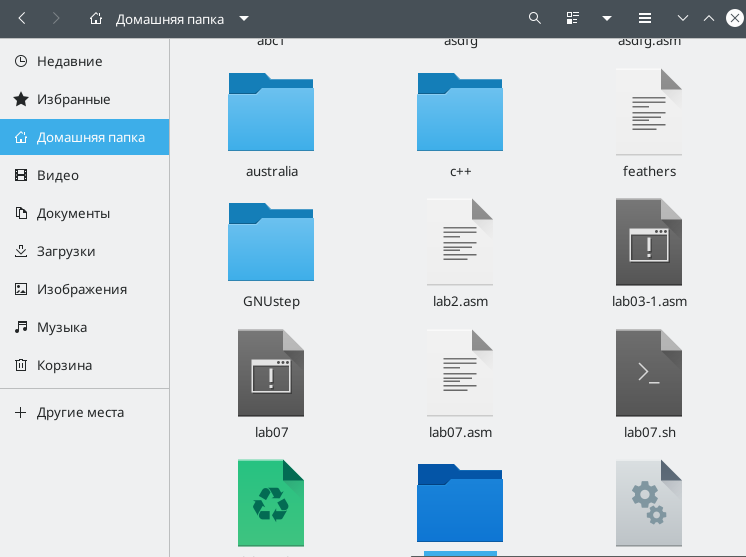 Домашняя папка
Недавние
Избранные
Домашняя папка
Видео
Документы
Загрузки
Изображения
Музыка
Корзина
Другие места
abc1 asdfg asdfg.asm
australia c++ feathers
GNUstep lab2.asm lab03-1.asm
lab07 lab07.asm lab07.sh